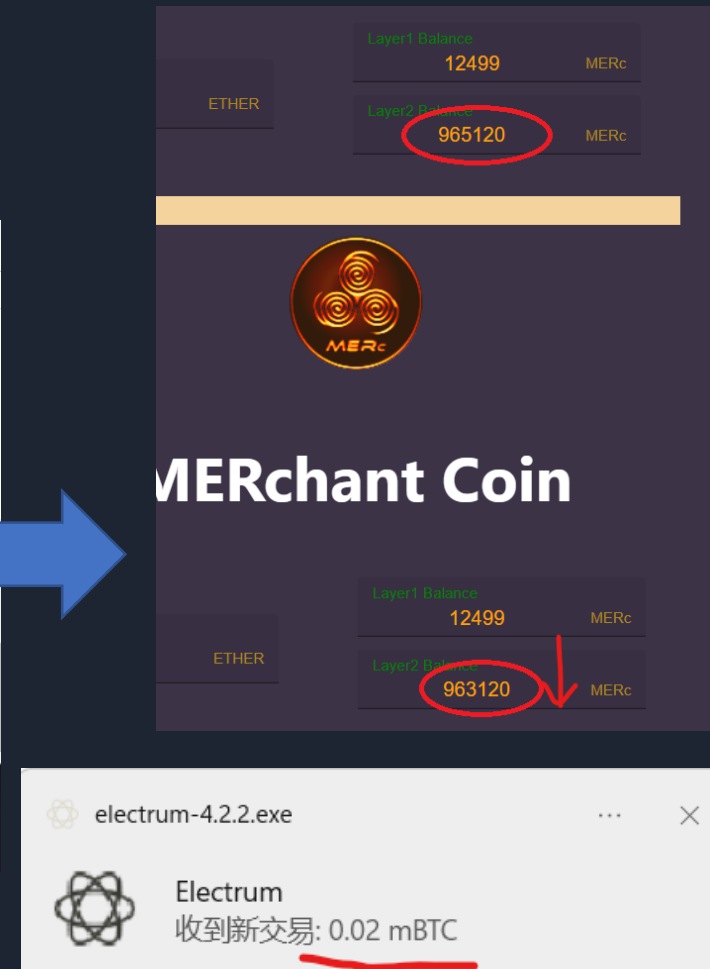 Layer1 Balance
12499 MERc
ETHER
Layer2 Balance
965120 MERc
MERc
MERchant Coin
Layer1 Balance
12499 MERc
ETHER
Layer2 Balance
963120 MERc
electrum-4.2.2.exe
Electrum
收到新交易: 0.02 mBTC